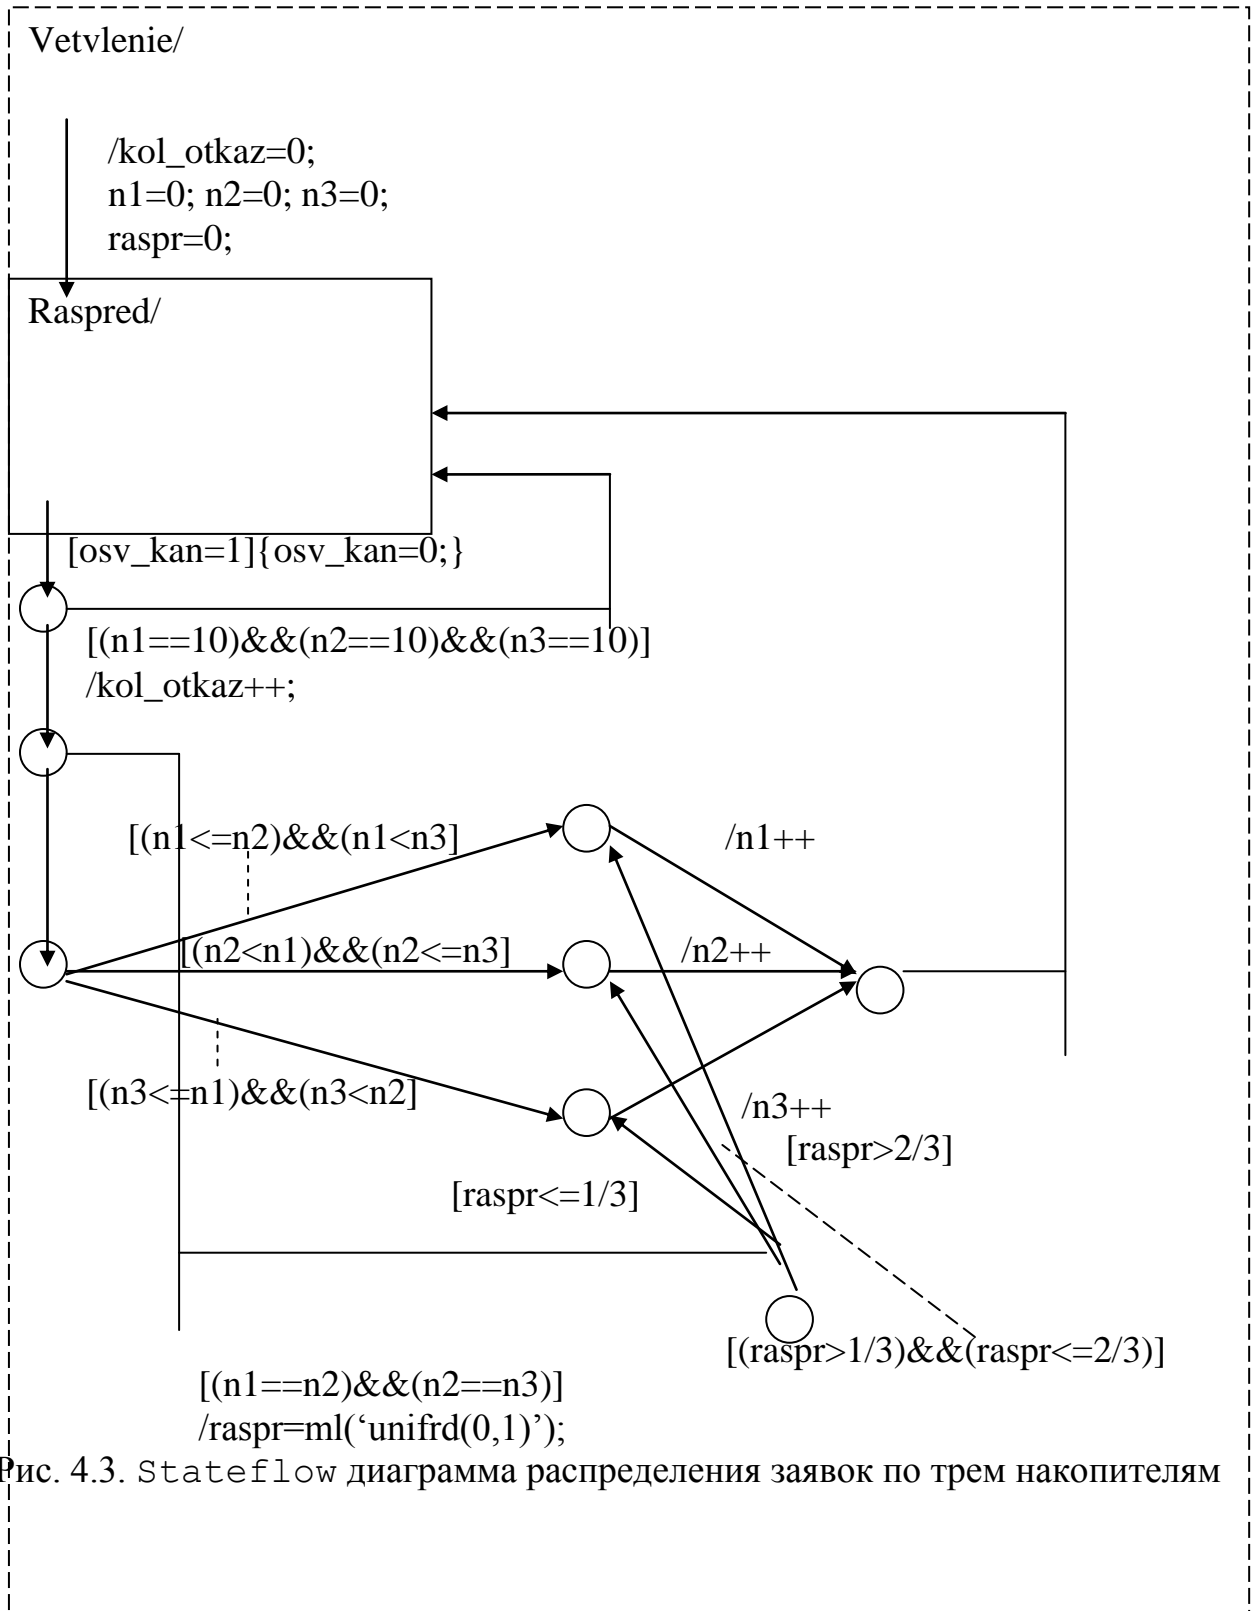 Vetvlenie/
/kol_otkaz=0;
n1=0; n2=0; n3=0;
raspr=0;
Raspred/
[osv_kan=1]{osv_kan=0;}
[(n1==10)&&(n2==10)&&(n3==10)]
/kol_otkaz++;
[(n1<=n2)&&(n1<n3]
/n1++
[(n2<n1)&&(n2<=n3]
/n2++
[(n3<=n1)&&(n3<n2]
/n3++
[raspr>2/3]
[raspr<=1/3]
[(raspr>1/3)&&(raspr<=2/3)]
[(n1==n2)&&(n2==n3)]
/raspr=ml(‘unifrd(0,1)’);
Рис. 4.3. Stateflow диаграмма распределения заявок по трем накопителям